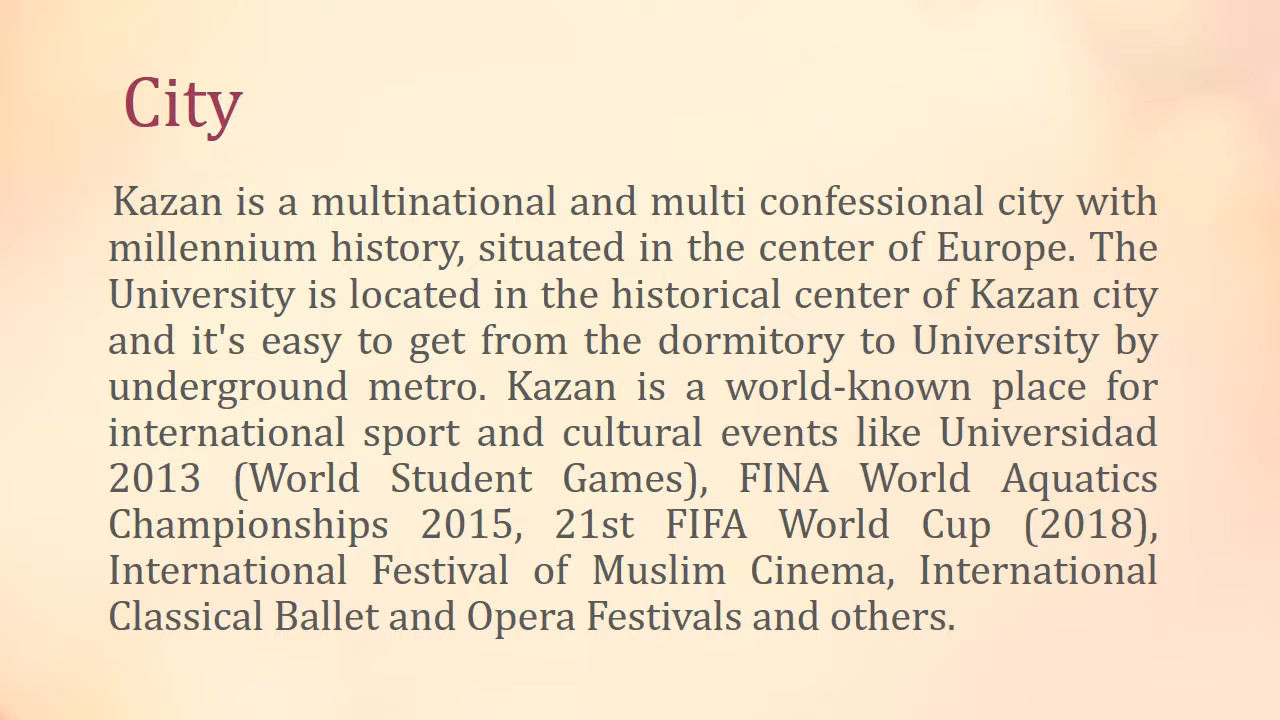 City
Kazan is a multinational and multi confessional city with
millennium history, situated in the center of Europe. The
University is located in the historical center of Kazan city
and it's easy to get from the dormitory to University by
underground metro. Kazan is a world-known place for
international sport and cultural events like Universidad
2013 (World Student Games), FINA World Aquatics
Championships 2015, 21st FIFA World Cup (2018),
International Festival of Muslim Cinema, International
Classical Ballet and Opera Festivals and others.